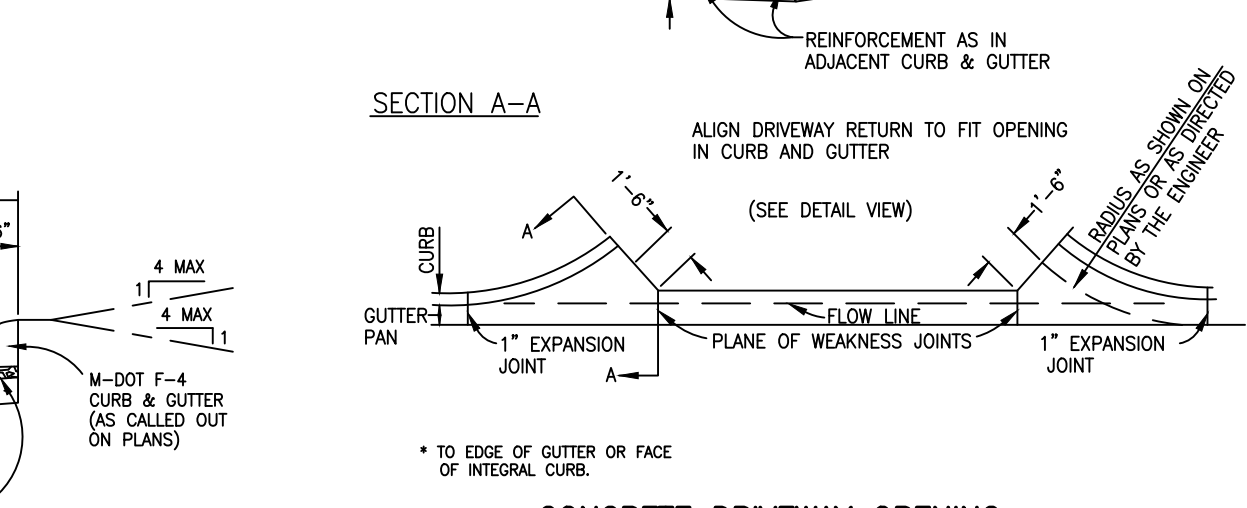 REINFORCEMENT AS IN
ADJACENT CURB & GUTTER
SECTION A-A
ALIGN DRIVEWAY RETURN TO FIT OPENING
IN CURB AND GUTTER
(SEE DETAIL VIEW)
RADIUS AS SHOWN ON
PLANS OR AS DIRECTED
BY THE ENGINEER
1'-6"
1'-6"
A
CURB
GUTTER
PAN
FLOW LINE
1" EXPANSION
JOINT
PLANE OF WEAKNESS JOINTS
1" EXPANSION
JOINT
A
4 MAX
1
4 MAX
1
M-DOT F-4
CURB & GUTTER
(AS CALLED OUT
ON PLANS)
* TO EDGE OF GUTTER OR FACE
OF INTEGRAL CURB.
CONCRETE DRIVEWAY OPENING